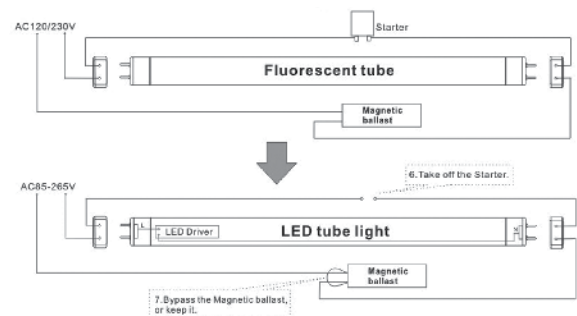 AC120/230V
Starter
Fluorescent tube
Magnetic
ballast
6.Take off the Starter.
AC85-265V
L
LED Driver
LED tube light
Magnetic
ballast
7.Bypass the Magnetic ballast,
or keep it.